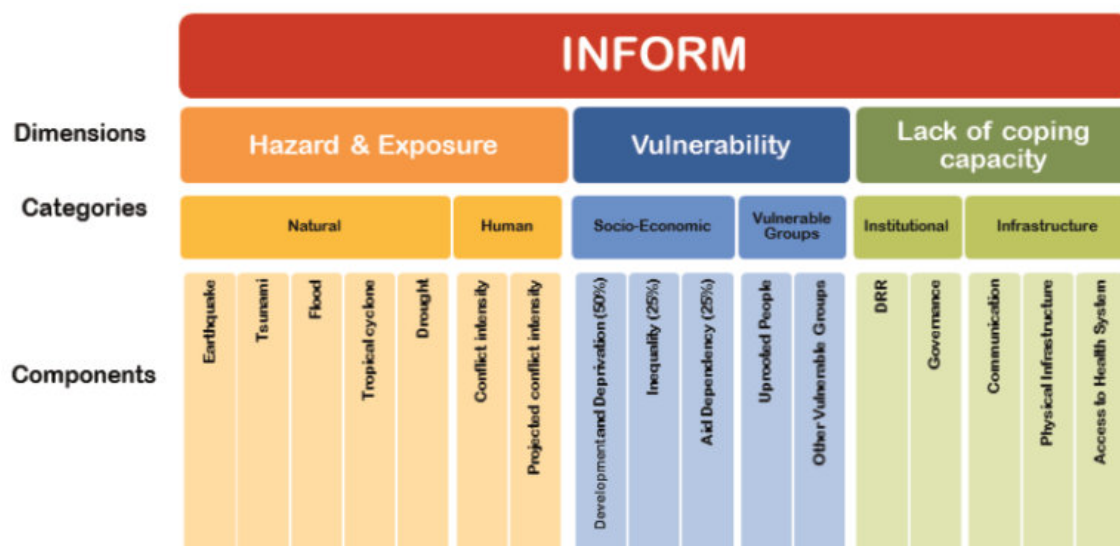 INFORM
Dimensions
Hazard & Exposure
Vulnerability
Lack of coping
capacity
Categories
Natural
Human
Socio-Economic
Vulnerable
Groups
Institutional
Infrastructure
Components
Earthquake
Tsunami
Flood
Tropical cyclone
Drought
Conflict intensity
Projected conflict intensity
Development and Deprivation (50%)
Inequality (25%)
Aid Dependency (25%)
Uprooted People
Other Vulnerable Groups
DRR
Governance
Communication
Physical Infrastructure
Access to Health System